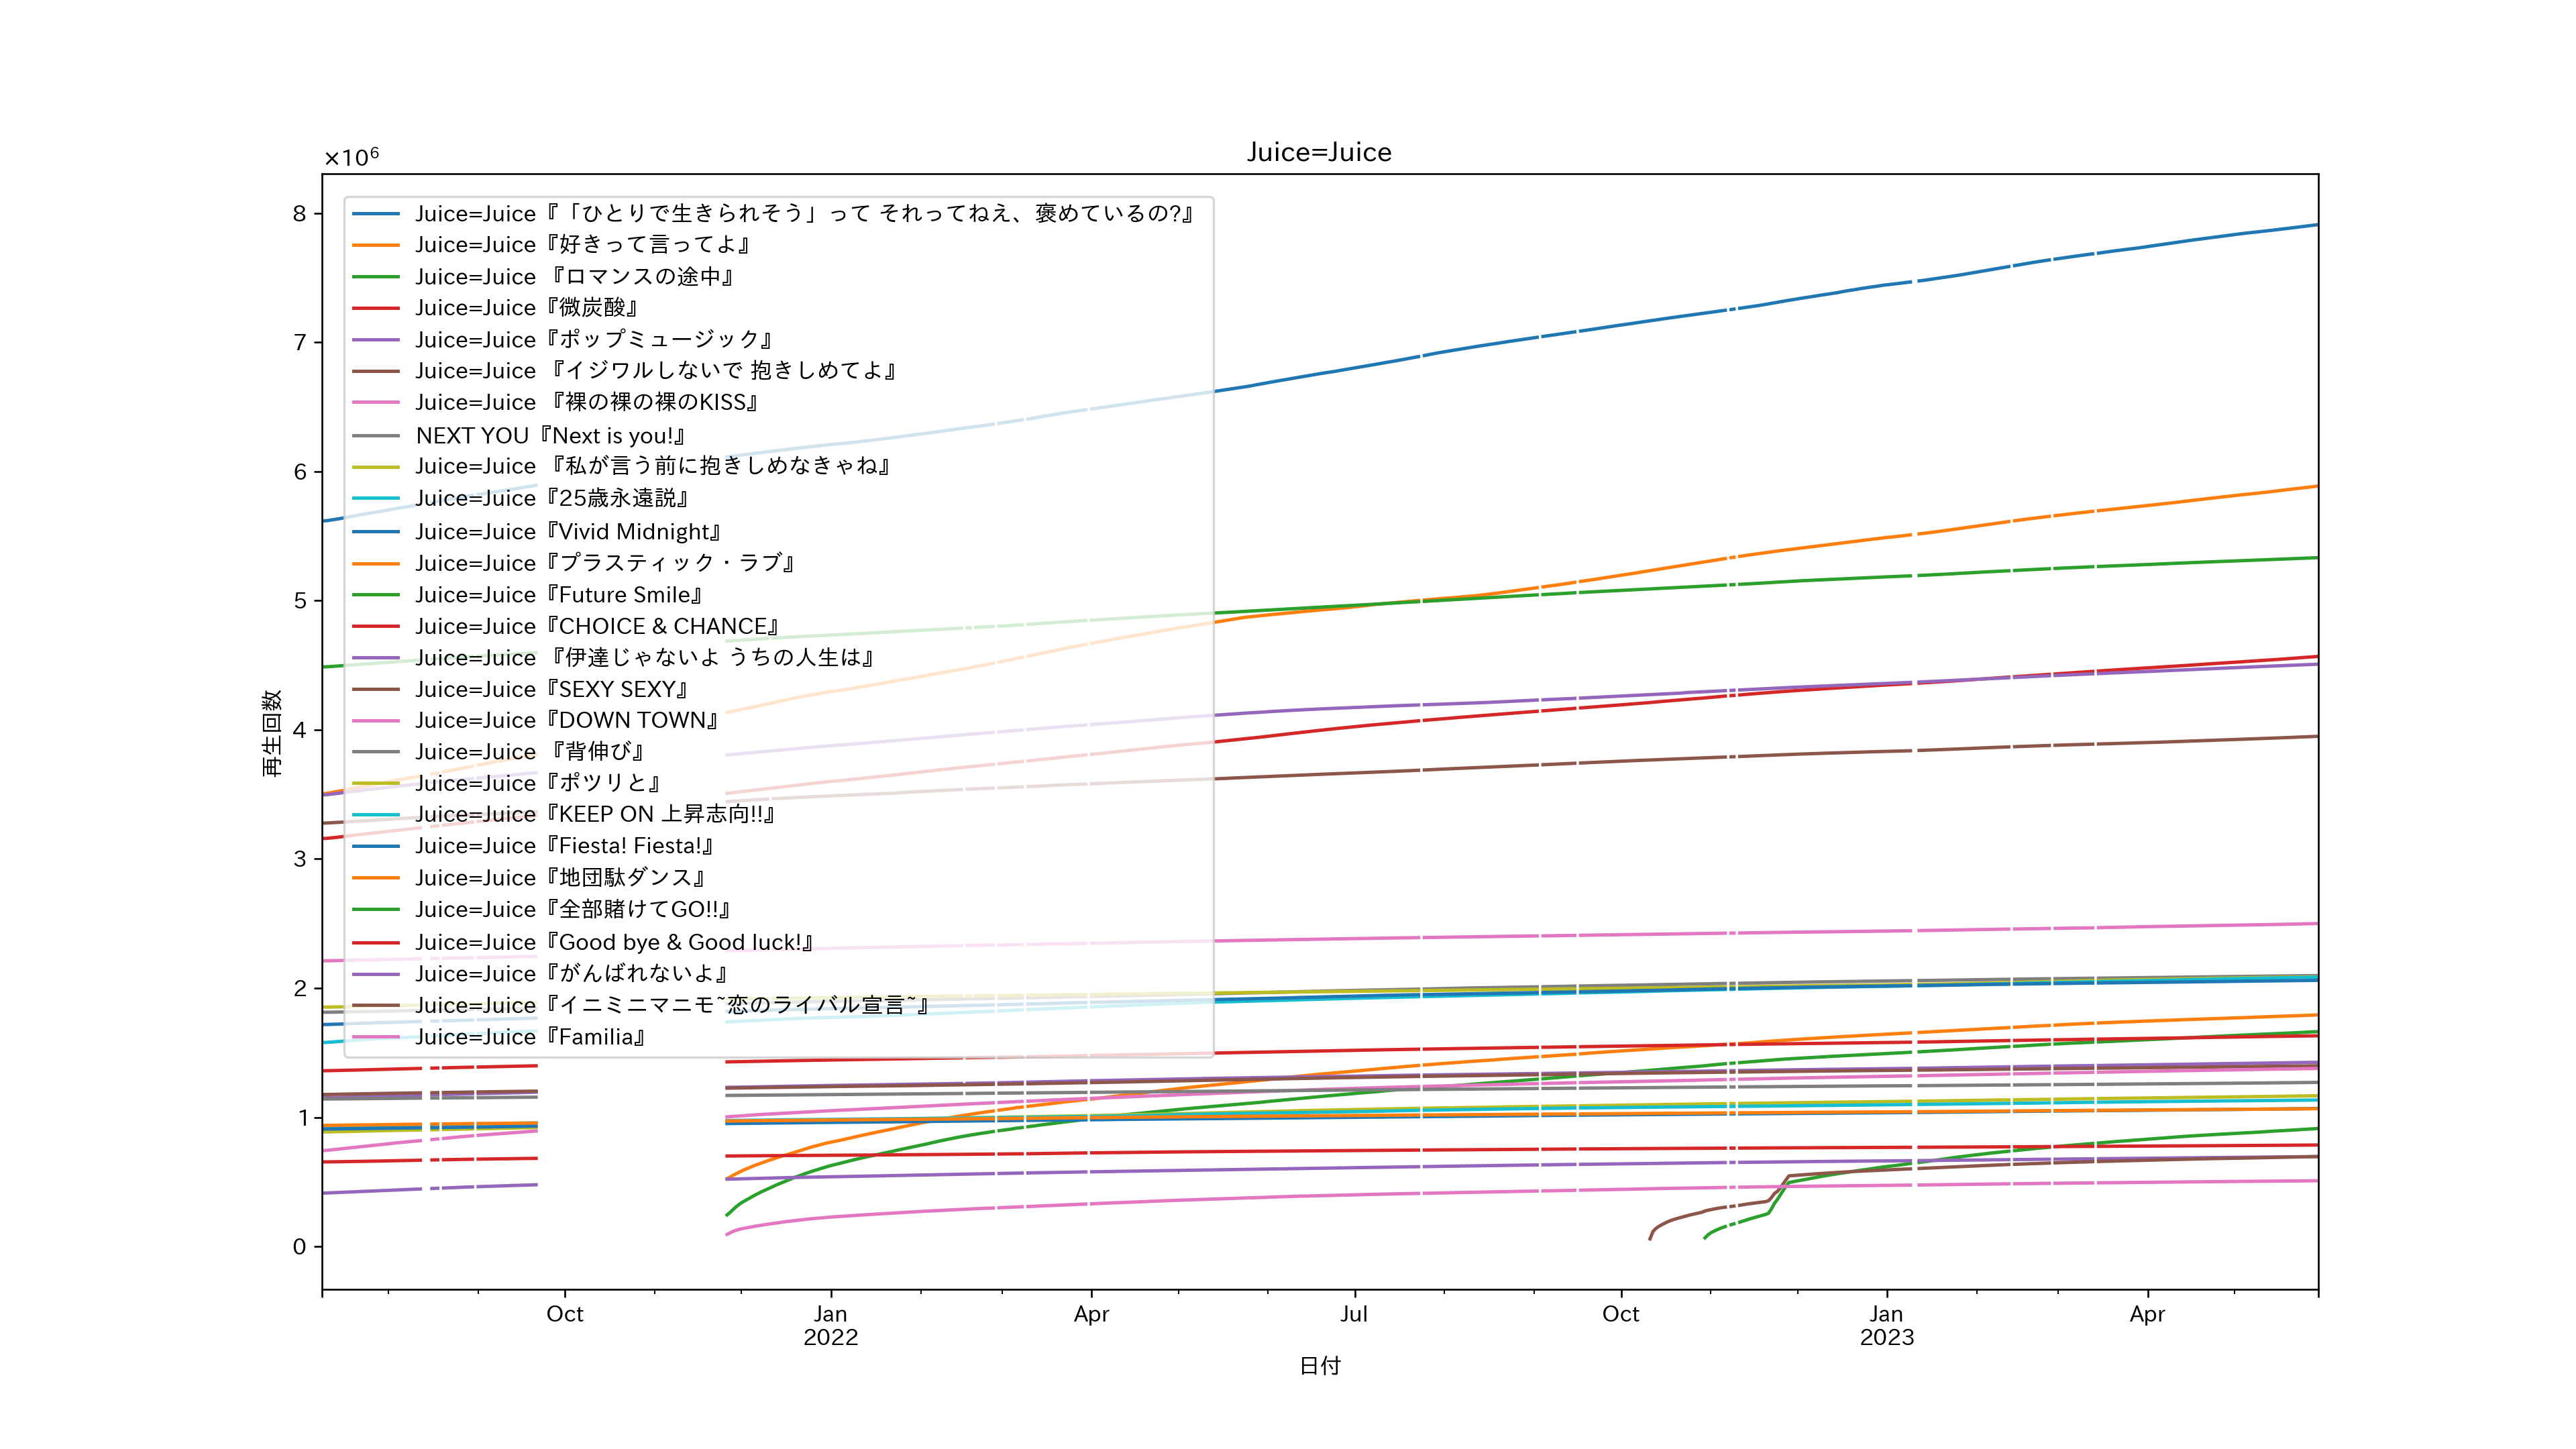 Juice=Juice
×10⁶
8
7
6
5
4
3
2
1
0
再生回数
Juice=Juice『「ひとりで生きられそう」って それってねえ、褒めているの?』
Juice=Juice『好きって言ってよ』
Juice=Juice 『ロマンスの途中』
Juice=Juice『微炭酸』
Juice=Juice『ポップミュージック』
Juice=Juice 『イジワルしないで 抱きしめてよ』
Juice=Juice 『裸の裸の裸のKISS』
NEXT YOU『Next is you!』
Juice=Juice 『私が言う前に抱きしめなきゃね』
Juice=Juice『25歳永遠説』
Juice=Juice『Vivid Midnight』
Juice=Juice『プラスティック・ラブ』
Juice=Juice『Future Smile』
Juice=Juice『CHOICE & CHANCE』
Juice=Juice 『伊達じゃないよ うちの人生は』
Juice=Juice『SEXY SEXY』
Juice=Juice『DOWN TOWN』
Juice=Juice 『背伸び』
Juice=Juice『ポツリと』
Juice=Juice『KEEP ON 上昇志向!!』
Juice=Juice『Fiesta! Fiesta!』
Juice=Juice『地団駄ダンス』
Juice=Juice『全部賭けてGO!!』
Juice=Juice『Good bye & Good luck!』
Juice=Juice『がんばれないよ』
Juice=Juice『イニミニマニモ~恋のライバル宣言~』
Juice=Juice『Familia』
Oct Jan Apr Jul Oct Jan Apr
2022 2023
日付